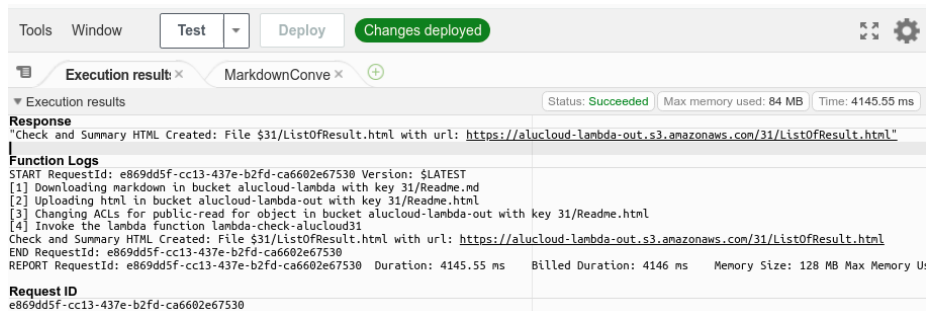 Tools Window Test Deploy Changes deployed
Execution result: MarkdownConve
Execution results Status: Succeeded Max memory used: 84 MB Time: 4145.55 ms
Response
"Check and Summary HTML Created: File $31/ListOfResult.html with url: https://alucloud-lambda-out.s3.amazonaws.com/31/ListOfResult.html"
Function Logs
START RequestId: e869dd5f-cc13-437e-b2fd-ca6602e67530 Version: $LATEST
[1] Downloading markdown in bucket alucloud-lambda with key 31/Readme.md
[2] Uploading html in bucket alucloud-lambda-out with key 31/Readme.html
[3] Changing ACLs for public-read for object in bucket alucloud-lambda-out with key 31/Readme.html
[4] Invoke the lambda function lambda-check-alucloud31
Check and Summary HTML Created: File $31/ListOfResult.html with url: https://alucloud-lambda-out.s3.amazonaws.com/31/ListOfResult.html
END RequestId: e869dd5f-cc13-437e-b2fd-ca6602e67530
REPORT RequestId: e869dd5f-cc13-437e-b2fd-ca6602e67530 Duration: 4145.55 ms Billed Duration: 4146 ms Memory Size: 128 MB Max Memory Us
Request ID
e869dd5f-cc13-437e-b2fd-ca6602e67530